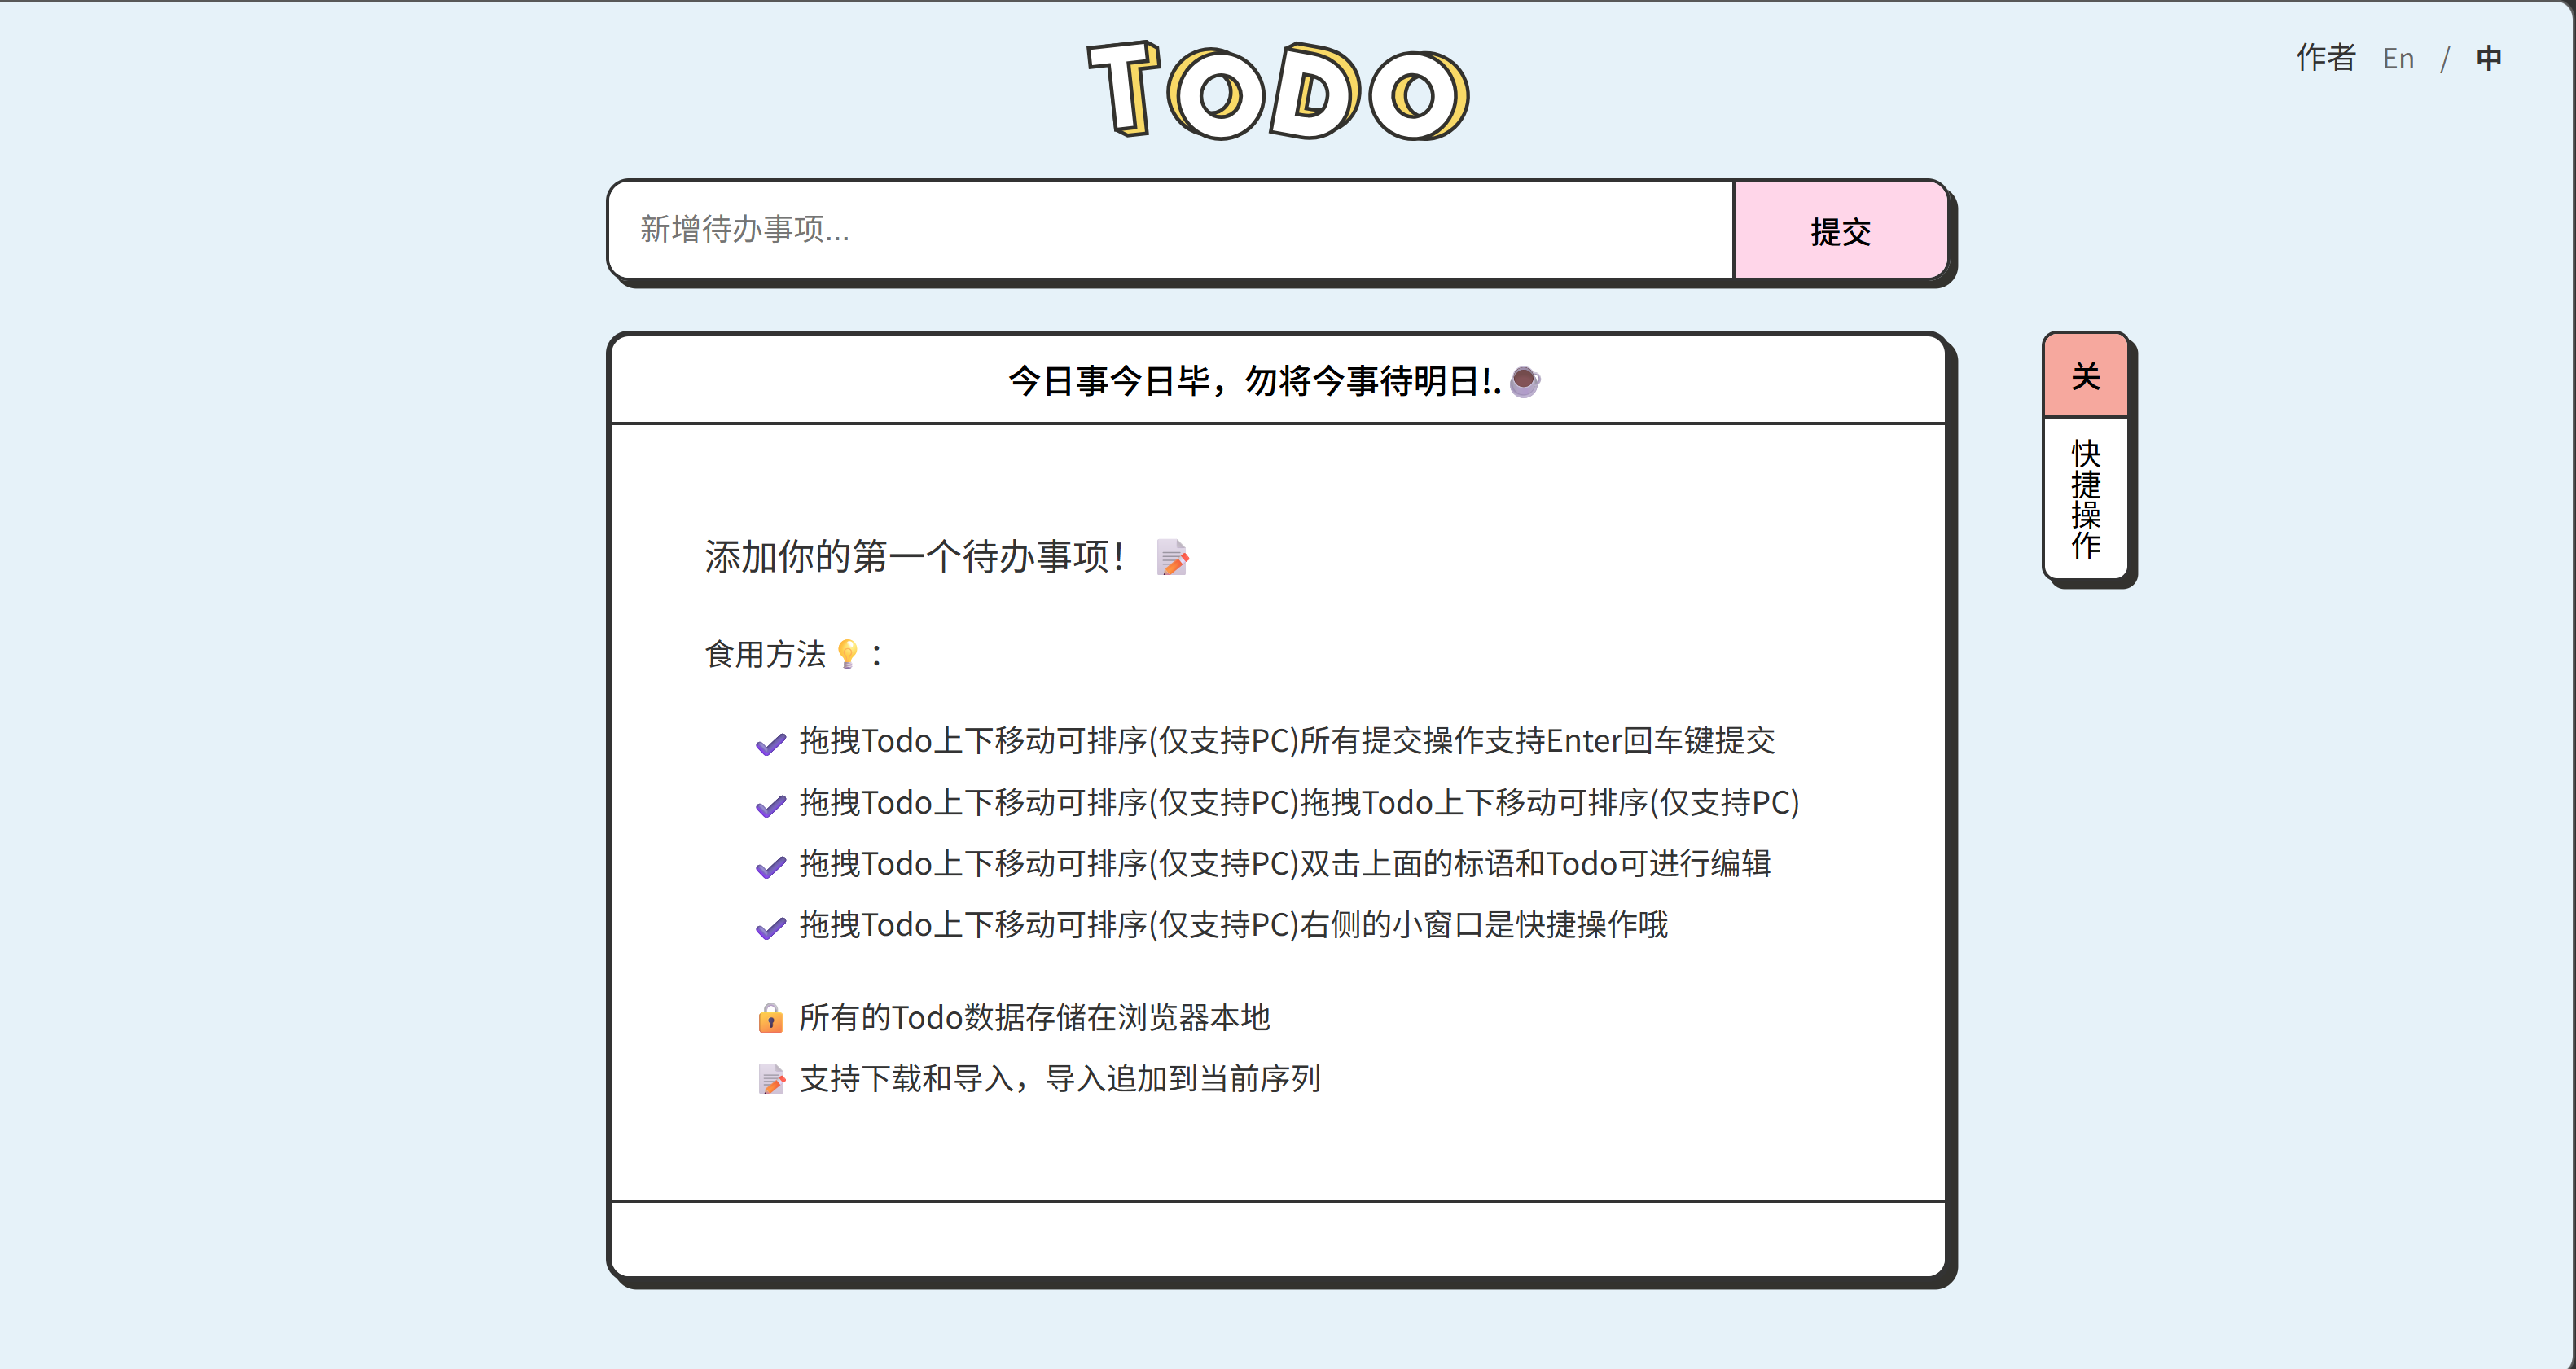 TODO
作者 En / 中
新增待办事项...
提交
今日事今日毕，勿将今事待明日!.☕
关
快捷操作
添加你的第一个待办事项！ 📝
食用方法💡：
✔ 拖拽Todo上下移动可排序(仅支持PC)所有提交操作支持Enter回车键提交
✔ 拖拽Todo上下移动可排序(仅支持PC)拖拽Todo上下移动可排序(仅支持PC)
✔ 拖拽Todo上下移动可排序(仅支持PC)双击上面的标语和Todo可进行编辑
✔ 拖拽Todo上下移动可排序(仅支持PC)右侧的小窗口是快捷操作哦
🔒 所有的Todo数据存储在浏览器本地
📝 支持下载和导入，导入追加到当前序列